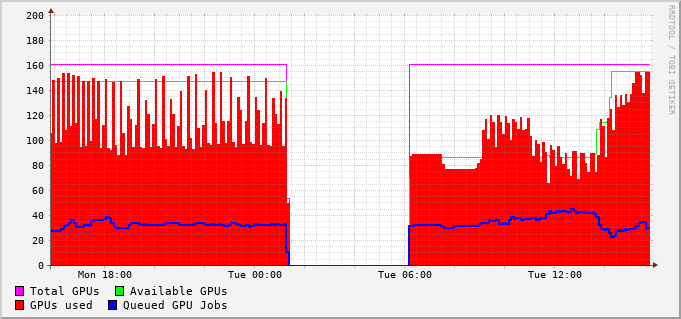 200
180
160
140
120
100
80
60
40
20
0
Mon 18:00 Tue 00:00 Tue 06:00 Tue 12:00
Total GPUs Available GPUs
GPUs used Queued GPU Jobs
RRDTOOL / TOBI OETIKER